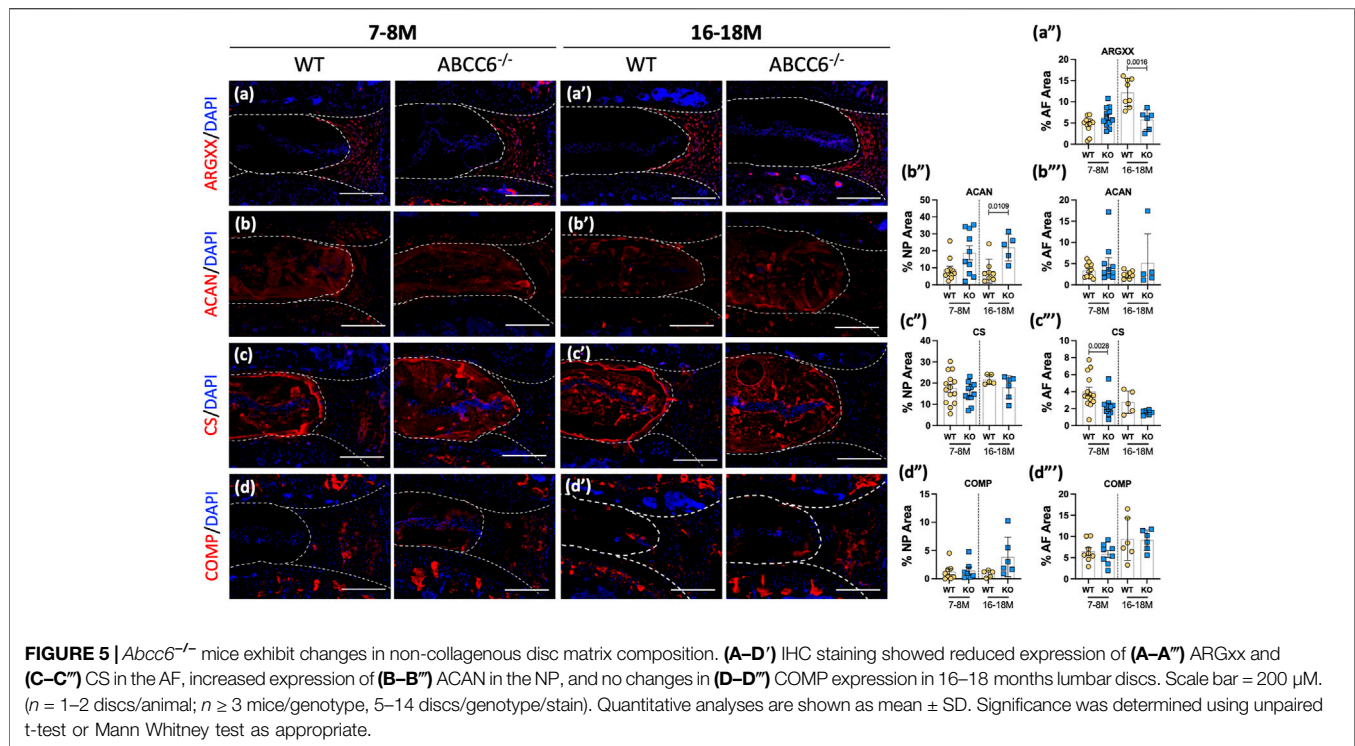 7-8M 16-18M
WT ABCC6-/- WT ABCC6-/-
ARGXX/DAPI
(a) (a')
ACAN/DAPI
(b) (b')
CS/DAPI
(c) (c')
COMP/DAPI
(d) (d')
(a")
ARGXX
0.0016
% AF Area
20
15
10
5
0
WT KO WT KO
7-8M 16-18M
(b")
ACAN
0.0109
% NP Area
50
40
30
20
10
0
WT KO WT KO
7-8M 16-18M
(b"')
ACAN
% AF Area
20
15
10
5
0
WT KO WT KO
7-8M 16-18M
(c")
CS
% NP Area
40
30
20
10
0
WT KO WT KO
7-8M 16-18M
(c"')
CS
0.0028
% AF Area
10
8
6
4
2
0
WT KO WT KO
7-8M 16-18M
(d")
COMP
% NP Area
15
10
5
0
WT KO WT KO
7-8M 16-18M
(d"')
COMP
% AF Area
20
15
10
5
0
WT KO WT KO
7-8M 16-18M
FIGURE 5 | Abcc6−/− mice exhibit changes in non-collagenous disc matrix composition. (A–D′) IHC staining showed reduced expression of (A–A‴) ARGxx and
(C–C‴) CS in the AF, increased expression of (B–B‴) ACAN in the NP, and no changes in (D–D‴) COMP expression in 16–18 months lumbar discs. Scale bar = 200 μM.
(n = 1–2 discs/animal; n ≥ 3 mice/genotype, 5–14 discs/genotype/stain). Quantitative analyses are shown as mean ± SD. Significance was determined using unpaired
t-test or Mann Whitney test as appropriate.